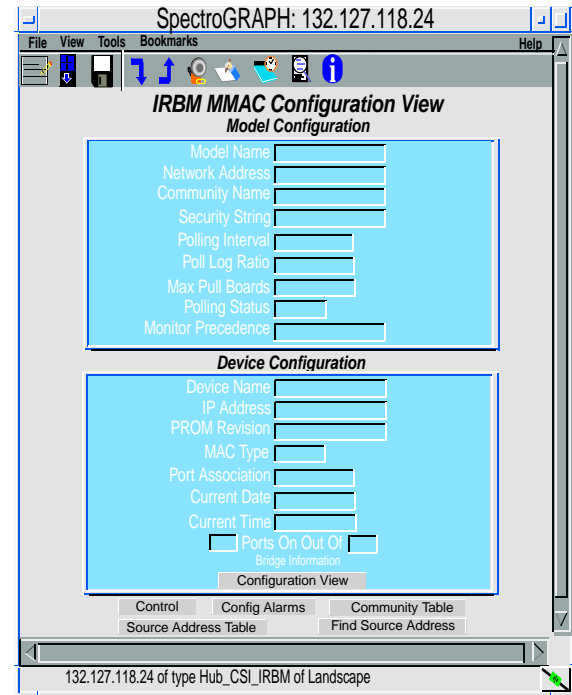 SpectroGRAPH: 132.127.118.24
File View Tools Bookmarks Help
IRBM MMAC Configuration View
Model Configuration
Model Name
Network Address
Community Name
Security String
Polling Interval
Poll Log Ratio
Max Pull Boards
Polling Status
Monitor Precedence
Device Configuration
Device Name
IP Address
PROM Revision
MAC Type
Port Association
Current Date
Current Time
Ports On Out Of
Bridge Information
Configuration View
Control Config Alarms Community Table
Source Address Table Find Source Address
132.127.118.24 of type Hub_CSI_IRBM of Landscape